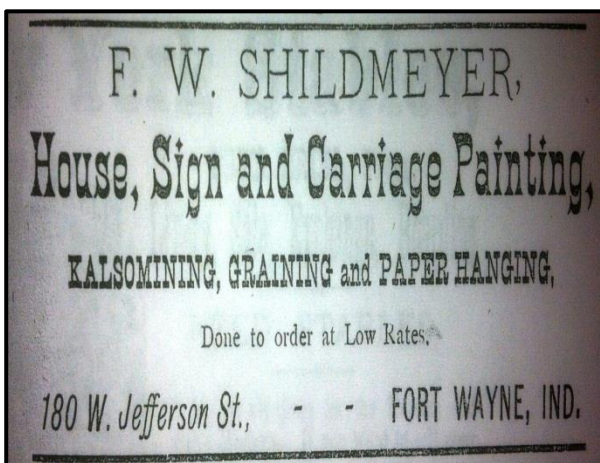 F. W. SHILDMEYER,
House, Sign and Carriage Painting,
KALSOMINING, GRAINING and PAPER HANGING,
Done to order at Low Rates.
180 W. Jefferson St., - - FORT WAYNE, IND.